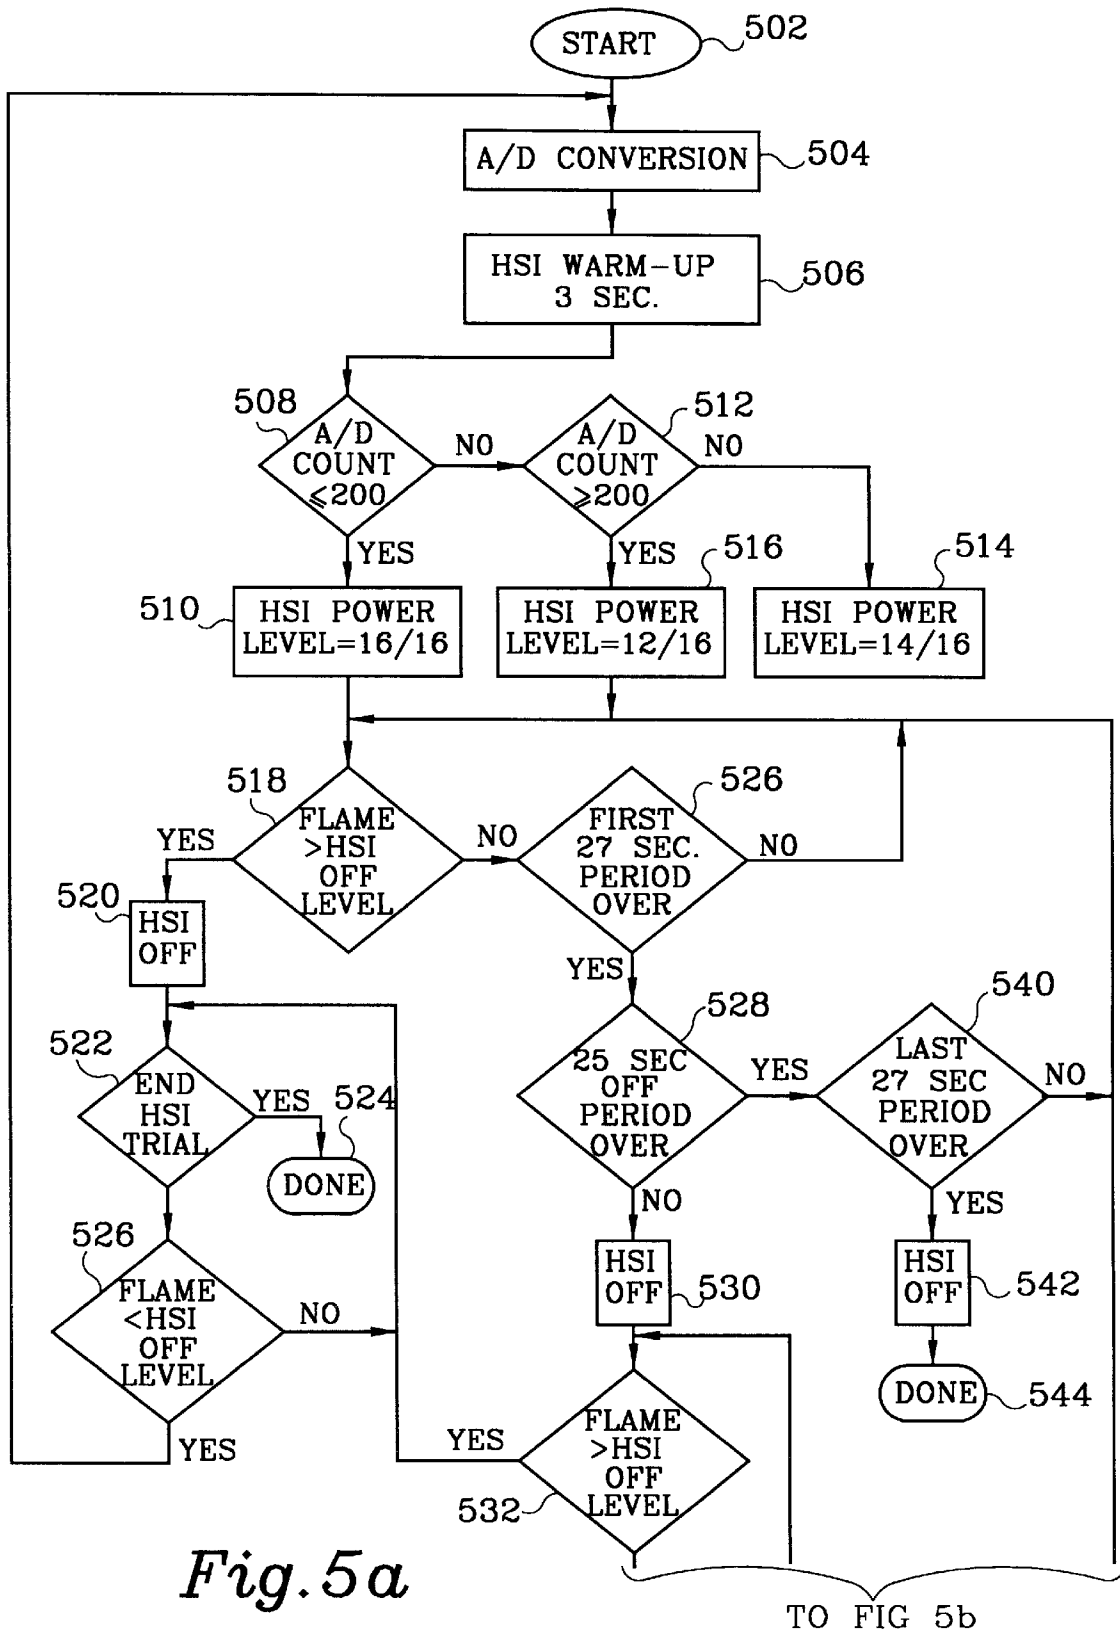 START
502
A/D CONVERSION
504
HSI WARM-UP
3 SEC.
506
508
A/D
COUNT
≤200
NO
512
A/D
COUNT
≥200
NO
YES
YES
516
514
510
HSI POWER
LEVEL=16/16
HSI POWER
LEVEL=12/16
HSI POWER
LEVEL=14/16
518
FLAME
>HSI
OFF
LEVEL
YES
NO
526
FIRST
27 SEC.
PERIOD
OVER
NO
520
HSI
OFF
YES
522
END
HSI
TRIAL
YES
524
DONE
528
25 SEC
OFF
PERIOD
OVER
YES
540
LAST
27 SEC
PERIOD
OVER
NO
NO
YES
526
FLAME
<HSI
OFF
LEVEL
NO
YES
HSI
OFF
530
HSI
OFF
542
DONE
544
YES
FLAME
>HSI
OFF
LEVEL
532
Fig.5a
TO FIG 5b